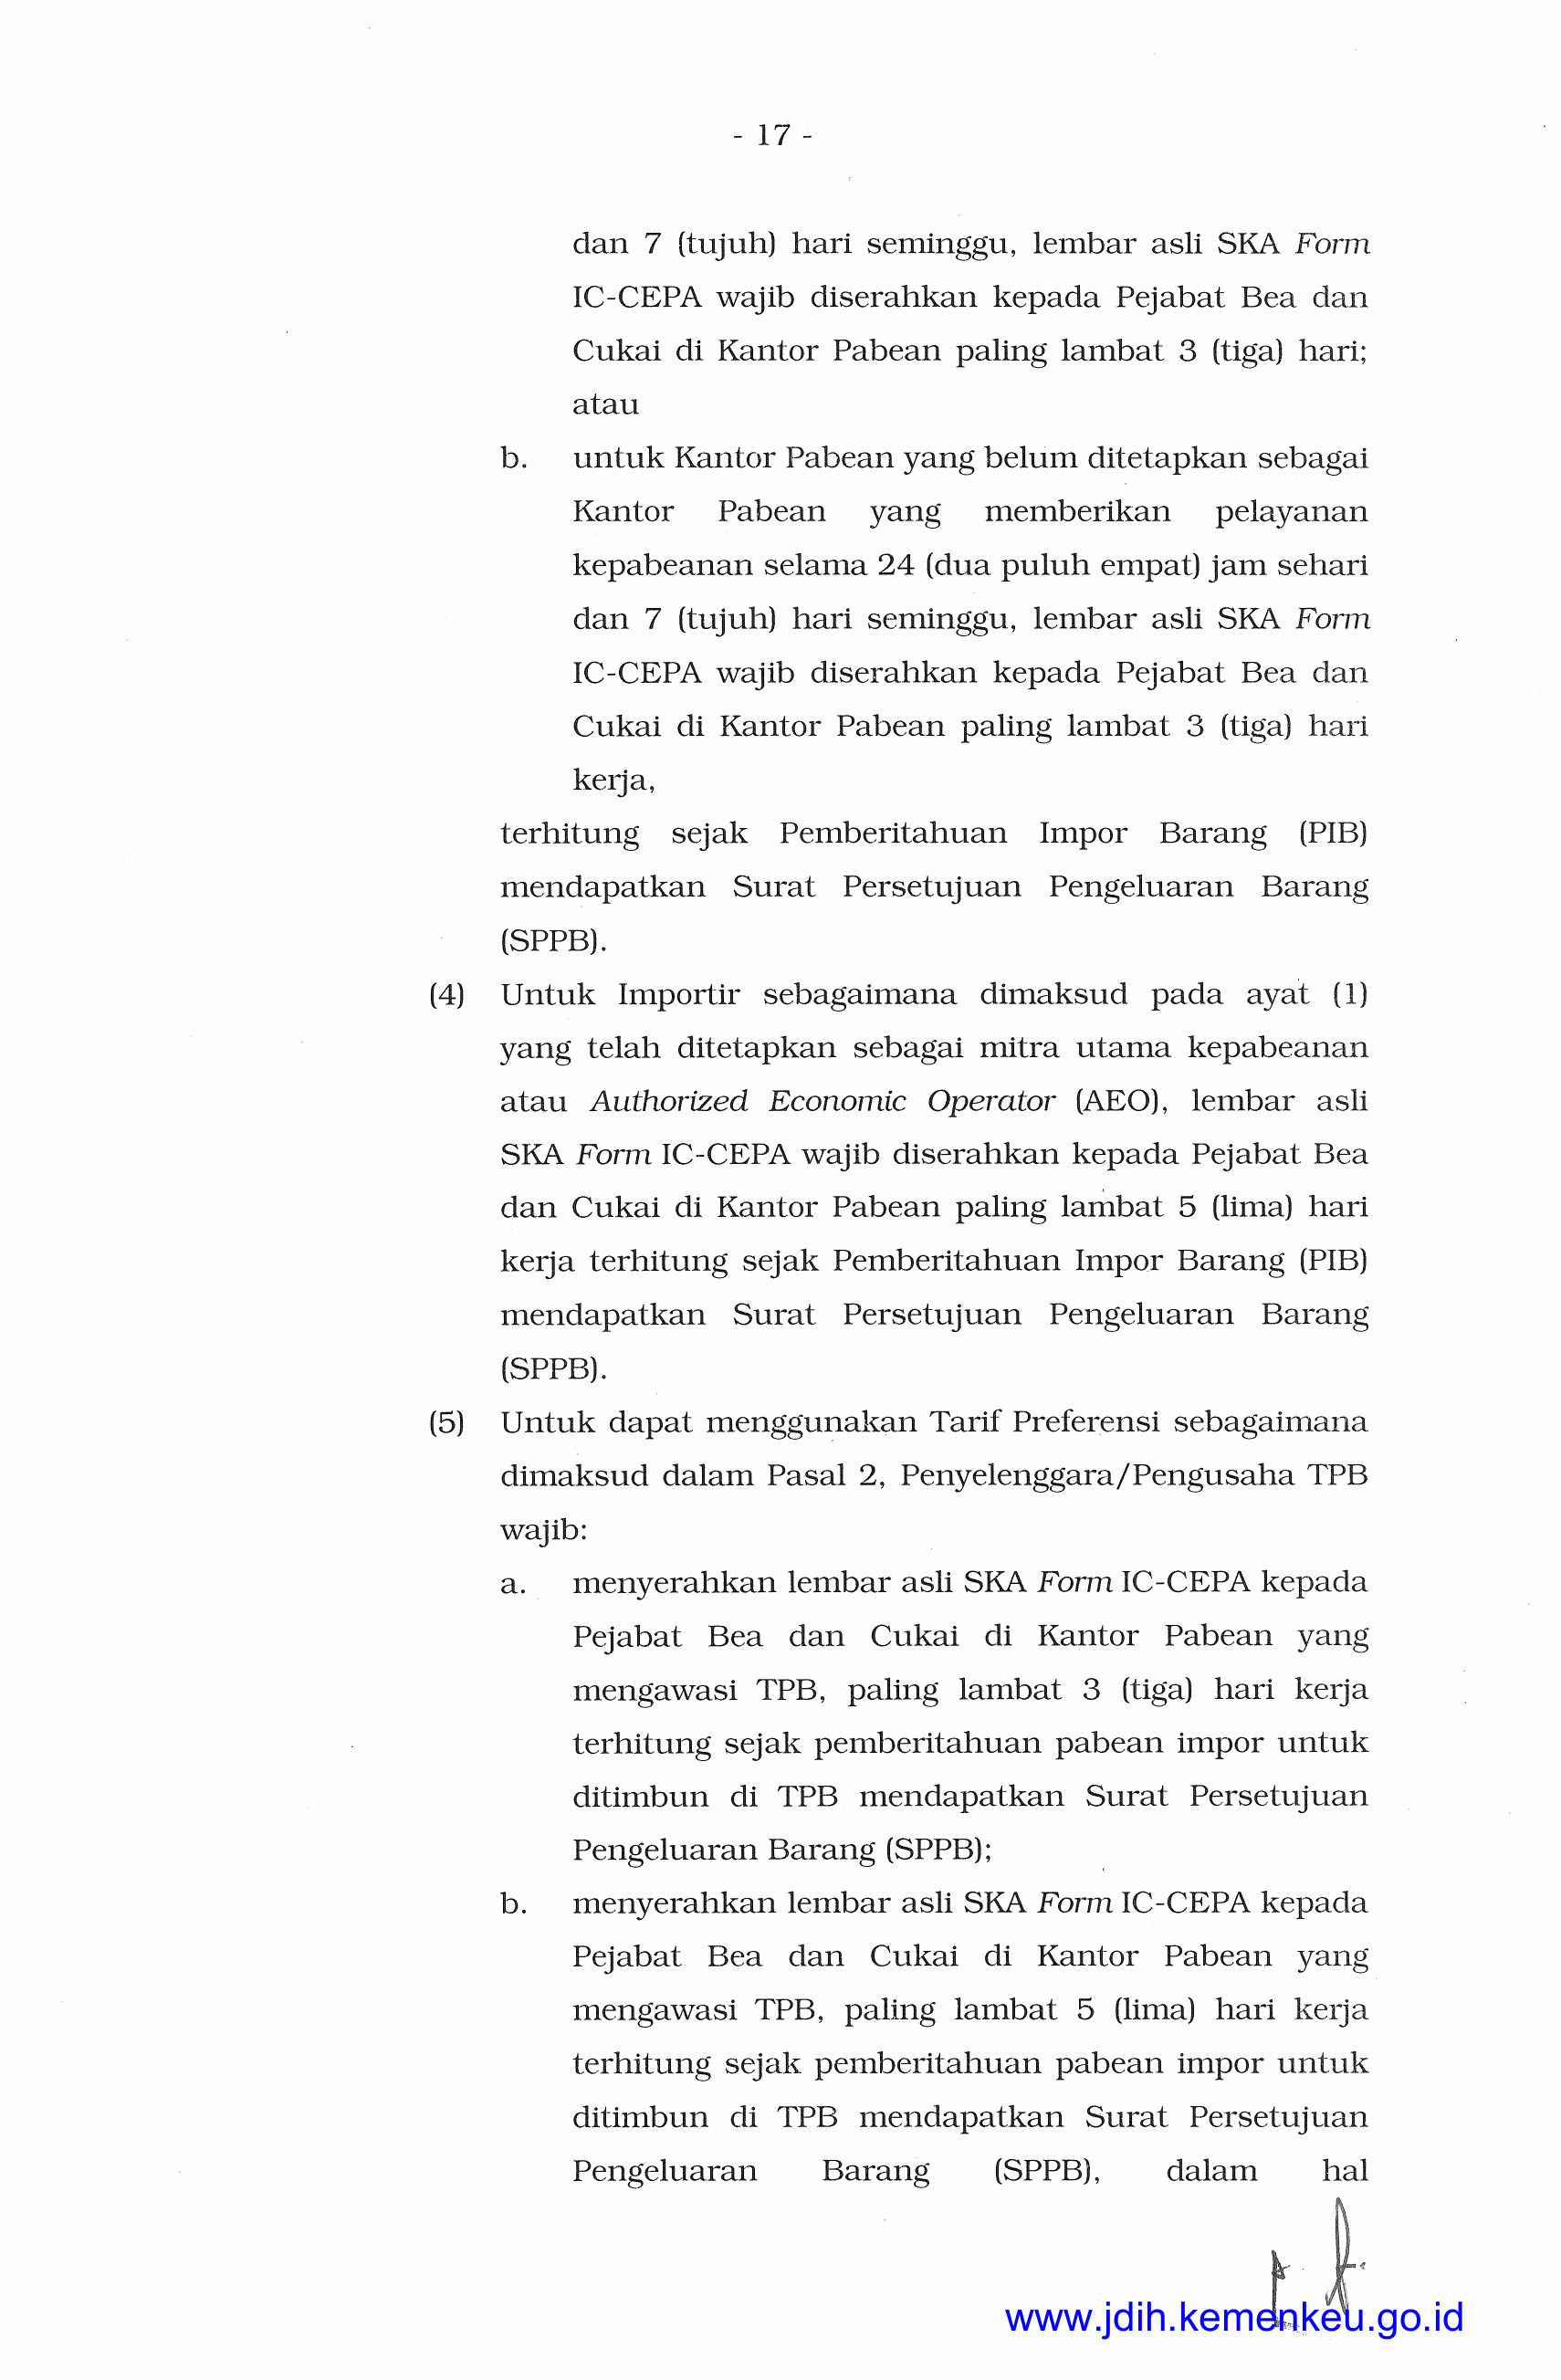 - 17 -
dan 7 (tujuh) hari seminggu, lembar asli SKA Form
IC-CEPA wajib diserahkan kepada Pejabat Bea dan
Cukai di Kantor Pabean paling lambat 3 (tiga) hari;
atau
b. untuk Kantor Pabean yang belum ditetapkan sebagai
Kantor Pabean yang memberikan pelayanan
kepabeanan selama 24 (dua puluh empat) jam sehari
dan 7 (tujuh) hari seminggu, lembar asli SKA Form
IC-CEPA wajib diserahkan kepada Pejabat Bea dan
Cukai di Kantor Pabean paling lambat 3 (tiga) hari
kerja,
terhitung sejak Pemberitahuan Impor Barang (PIB)
mendapatkan Surat Persetujuan Pengeluaran Barang
(SPPB).
(4) Untuk Importir sebagaimana dimaksud pada ayat (1)
yang telah ditetapkan sebagai mitra utama kepabeanan
atau Authorized Economic Operator (AEO), lembar asli
SKA Form IC-CEPA wajib diserahkan kepada Pejabat Bea
dan Cukai di Kantor Pabean paling lambat 5 (lima) hari
kerja terhitung sejak Pemberitahuan Impor Barang (PIB)
mendapatkan Surat Persetujuan Pengeluaran Barang
(SPPB).
(5) Untuk dapat menggunakan Tarif Preferensi sebagaimana
dimaksud dalam Pasal 2, Penyelenggara/Pengusaha TPB
wajib:
a. menyerahkan lembar asli SKA Form IC-CEPA kepada
Pejabat Bea dan Cukai di Kantor Pabean yang
mengawasi TPB, paling lambat 3 (tiga) hari kerja
terhitung sejak pemberitahuan pabean impor untuk
ditimbun di TPB mendapatkan Surat Persetujuan
Pengeluaran Barang (SPPB);
b. menyerahkan lembar asli SKA Form IC-CEPA kepada
Pejabat Bea dan Cukai di Kantor Pabean yang
mengawasi TPB, paling lambat 5 (lima) hari kerja
terhitung sejak pemberitahuan pabean impor untuk
ditimbun di TPB mendapatkan Surat Persetujuan
Pengeluaran Barang (SPPB), dalam hal
www.jdih.kemenkeu.go.id